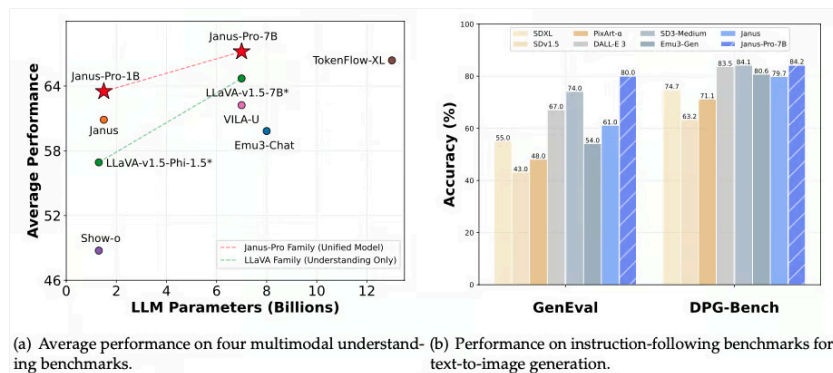 Average Performance
64
58
52
46
Janus-Pro-7B
TokenFlow-XL
Janus-Pro-1B
LLaVA-v1.5-7B*
VILA-U
Janus
Emu3-Chat
LLaVA-v1.5-Phi-1.5*
Show-o
Janus-Pro Family (Unified Model)
LLaVA Family (Understanding Only)
0 2 4 6 8 10 12
LLM Parameters (Billions)
(a) Average performance on four multimodal understand-
ing benchmarks.
Accuracy (%)
100
80
60
40
20
0
SDXL PixArt-α SD3-Medium Janus
SDv1.5 DALL-E 3 Emu3-Gen Janus-Pro-7B
55.0 43.0 48.0 67.0 74.0 54.0 61.0 80.0
74.7 63.2 71.1 83.5 84.1 80.6 79.7 84.2
GenEval DPG-Bench
(b) Performance on instruction-following benchmarks for
text-to-image generation.